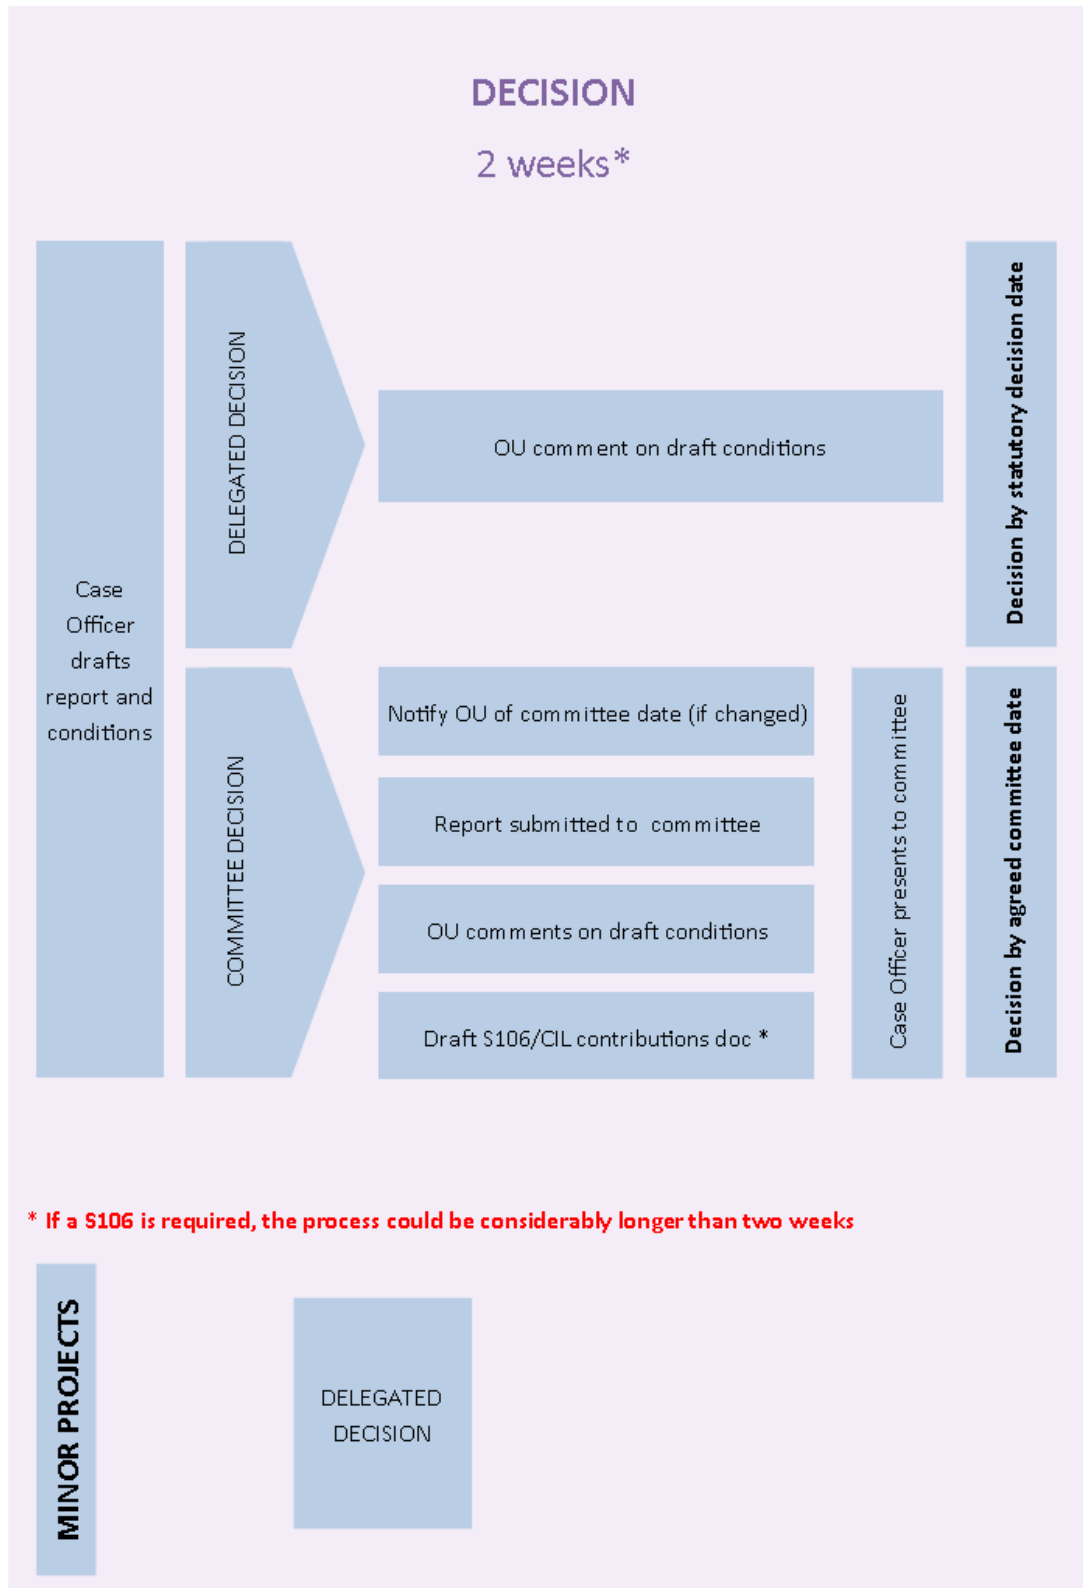 DECISION
2 weeks*
Case
Officer
drafts
report and
conditions
DELEGATED DECISION
OU comment on draft conditions
Decision by statutory decision date
COMMITTEE DECISION
Notify OU of committee date (if changed)
Report submitted to committee
OU comments on draft conditions
Draft S106/CIL contributions doc *
Case Officer presents to committee
Decision by agreed committee date
* If a S106 is required, the process could be considerably longer than two weeks
MINOR PROJECTS
DELEGATED
DECISION